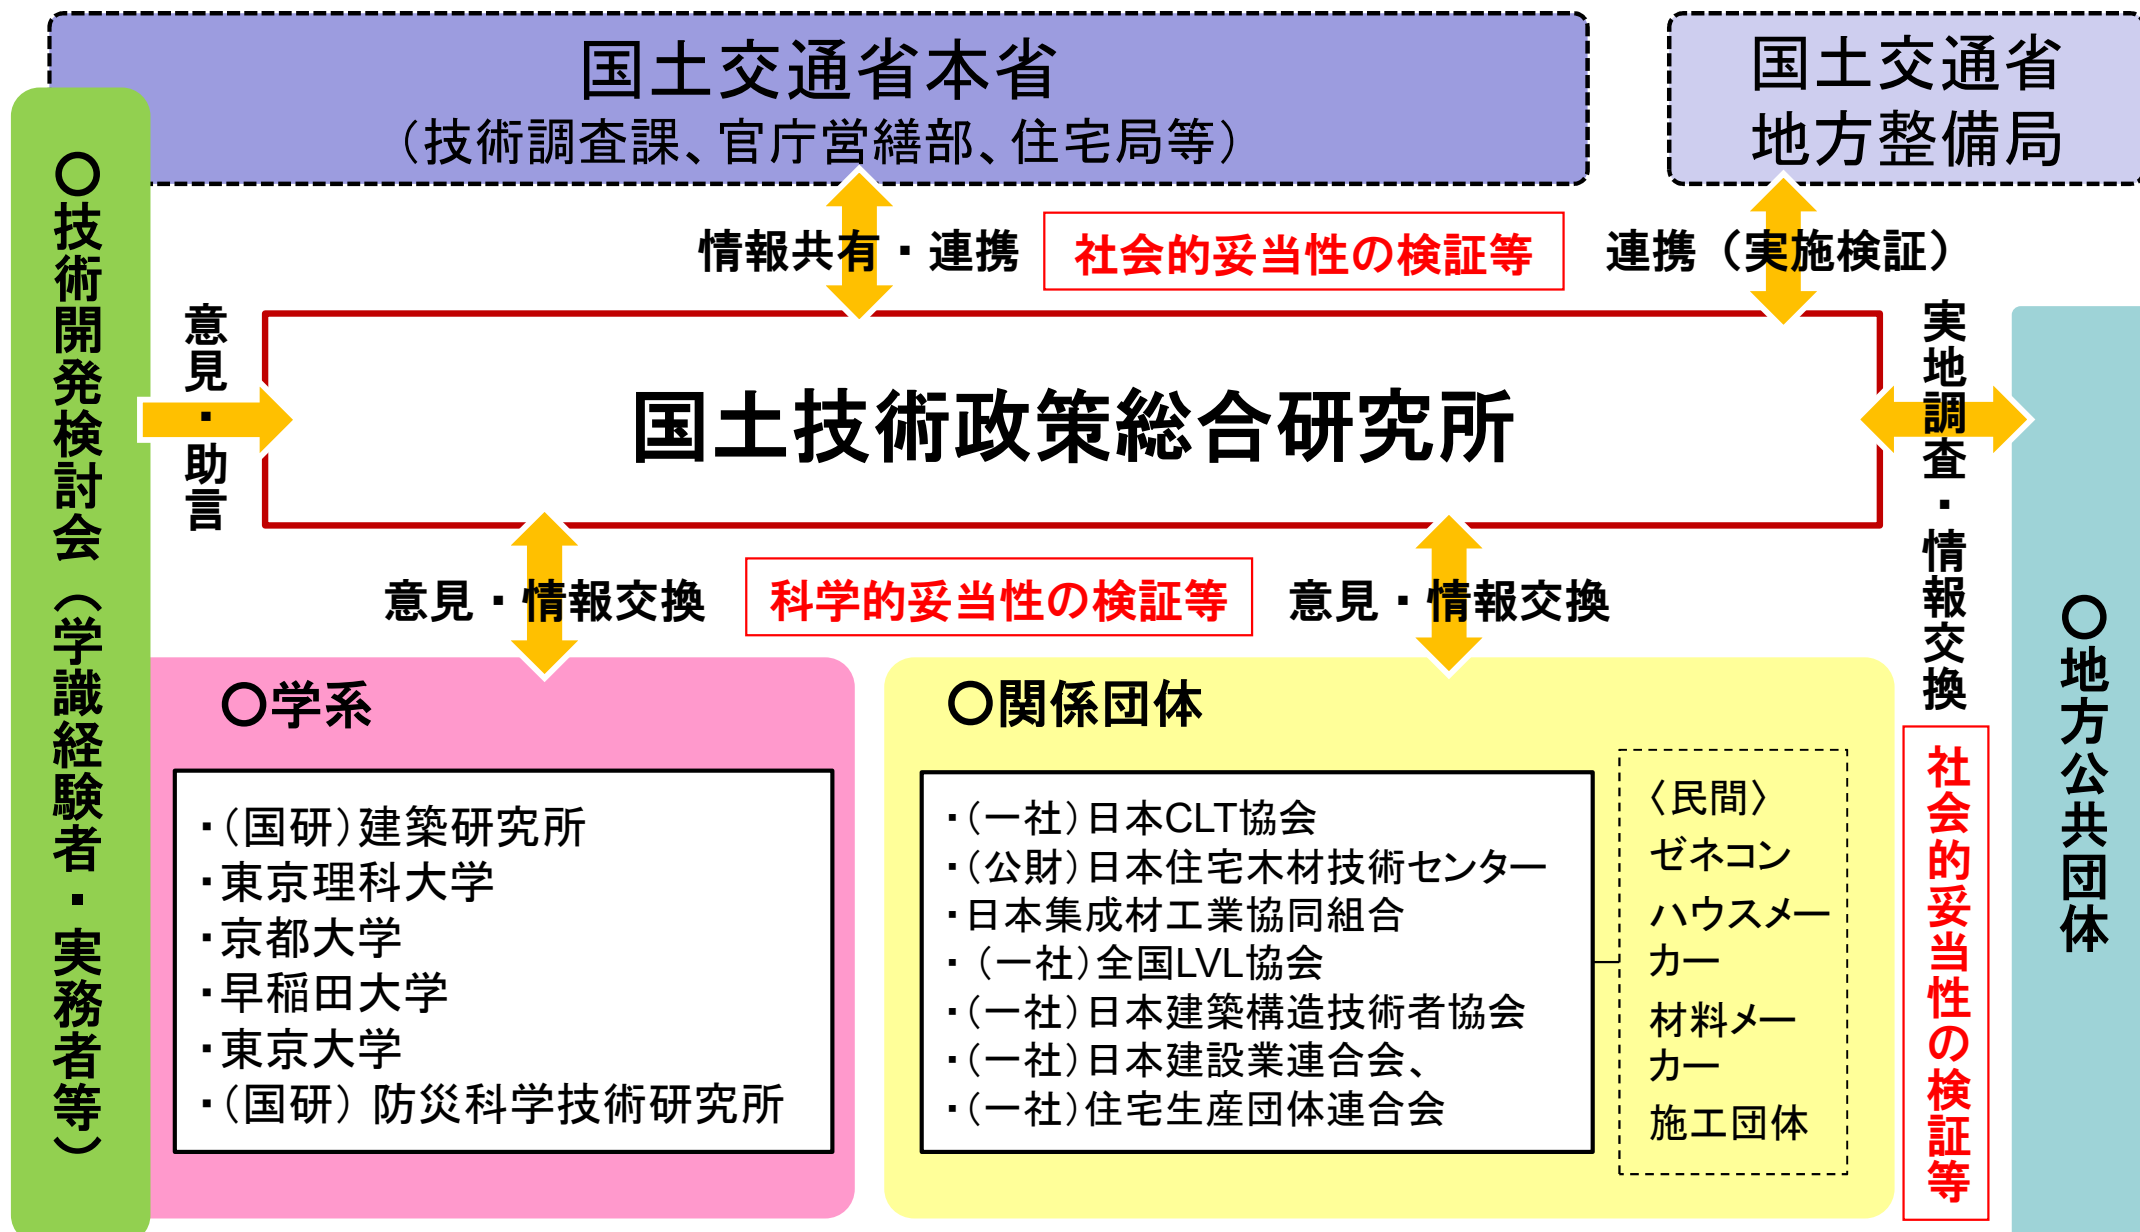 国土交通省本省
（技術調査課、官庁営繕部、住宅局等）
国土交通省
地方整備局
〇技術開発検討会（学識経験者・実務者等）
情報共有・連携
社会的妥当性の検証等
連携（実施検証）
意見・助言
国土技術政策総合研究所
実地調査・情報交換
意見・情報交換
科学的妥当性の検証等
意見・情報交換
〇学系
・（国研）建築研究所
・東京理科大学
・京都大学
・早稲田大学
・東京大学
・（国研） 防災科学技術研究所
〇関係団体
・（一社）日本CLT協会
・（公財）日本住宅木材技術センター
・日本集成材工業協同組合
・（一社）全国LVL協会
・（一社）日本建築構造技術者協会
・（一社）日本建設業連合会、
・（一社）住宅生産団体連合会
〈民間〉
ゼネコン
ハウスメー
カー
材料メー
カー
施工団体
社会的妥当性の検証等
〇地方公共団体